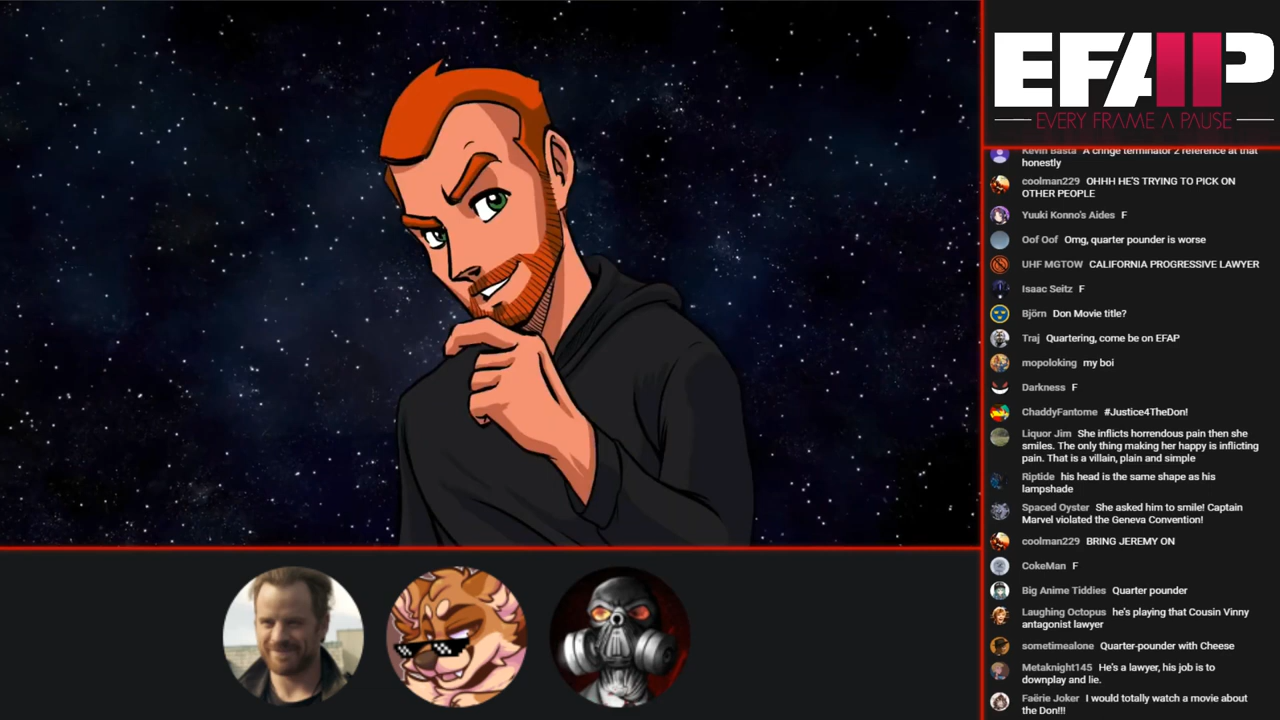 EFAP
EVERY FRAME A PAUSE
Kevin Basta A cringe terminator 2 reference at that
honestly
coolman229 OHHH HE'S TRYING TO PICK ON
OTHER PEOPLE
Yuuki Konno's Aides F
Oof Oof Omg, quarter pounder is worse
UHF MGTOW CALIFORNIA PROGRESSIVE LAWYER
Isaac Seitz F
Björn Don Movie title?
Traj Quartering, come be on EFAP
mopoloking my boi
Darkness F
ChaddyFantome #Justice4TheDon!
Liquor Jim She inflicts horrendous pain then she
smiles. The only thing making her happy is inflicting
pain. That is a villain, plain and simple
Riptide his head is the same shape as his
lampshade
Spaced Oyster She asked him to smile! Captain
Marvel violated the Geneva Convention!
coolman229 BRING JEREMY ON
CokeMan F
Big Anime Tiddies Quarter pounder
Laughing Octopus he's playing that Cousin Vinny
antagonist lawyer
sometimealone Quarter-pounder with Cheese
Metaknight145 He's a lawyer, his job is to
downplay and lie.
Faërie Joker I would totally watch a movie about
the Don!!!